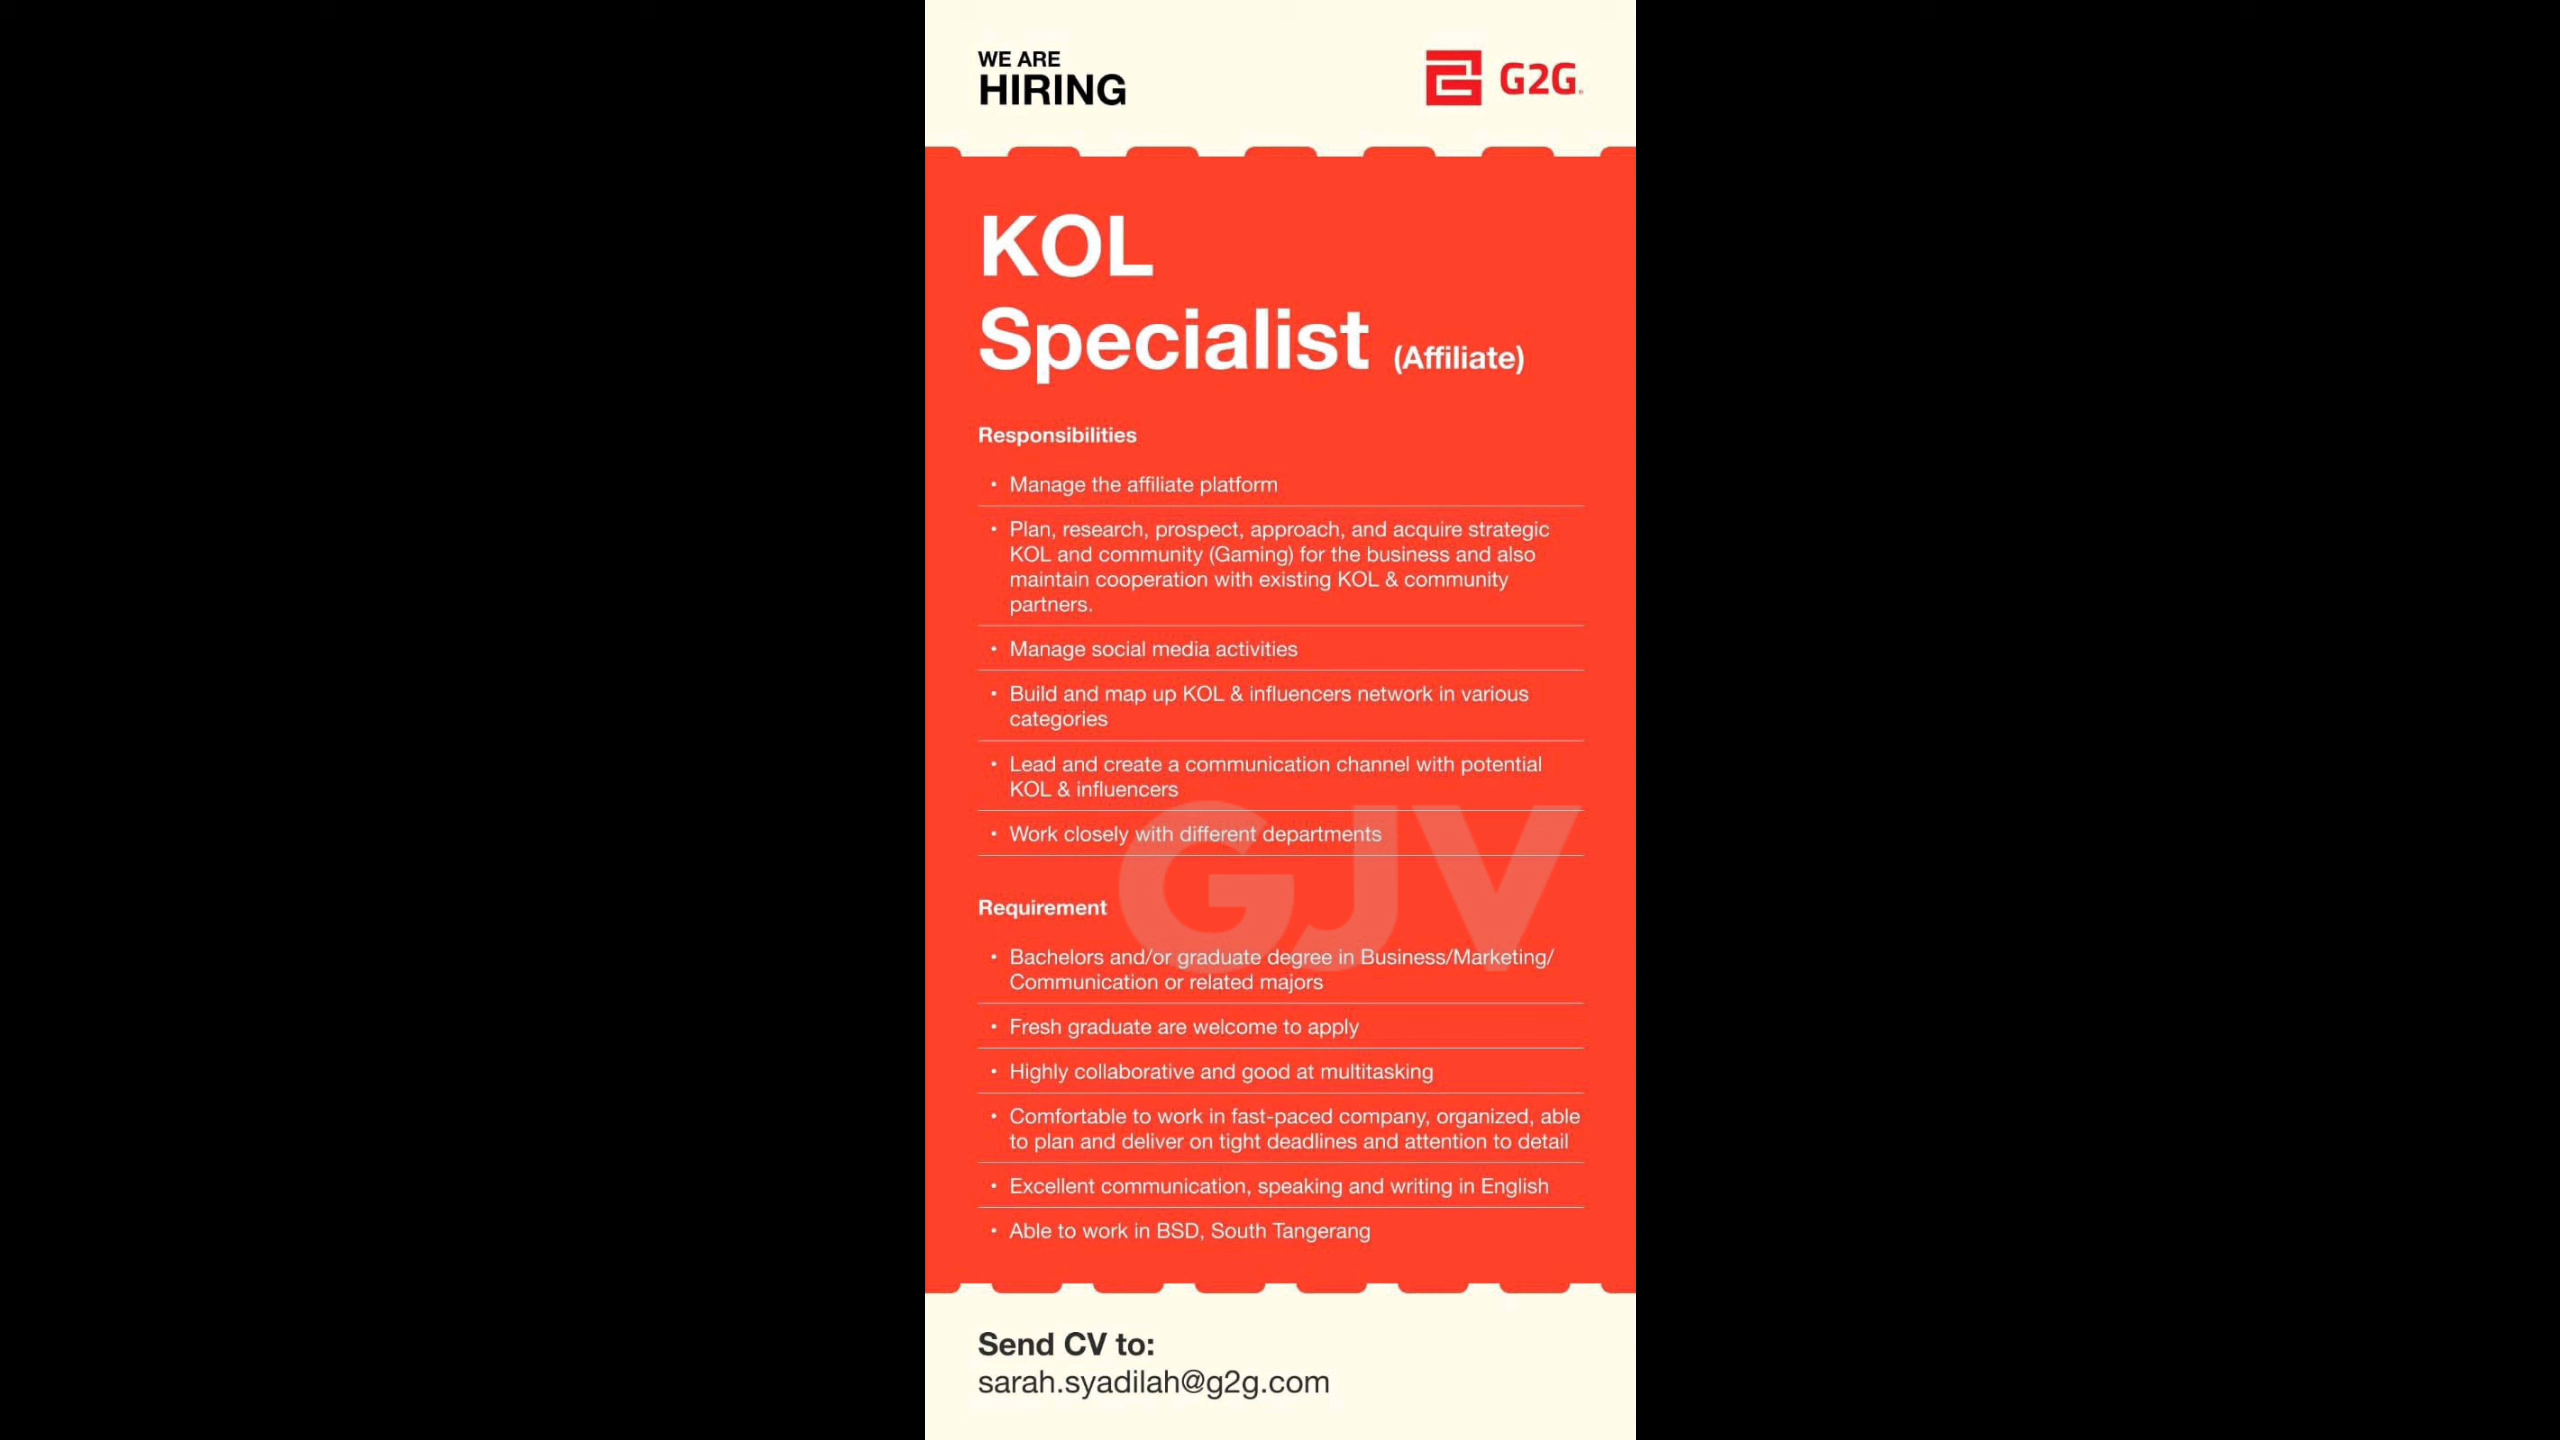 WE ARE
HIRING
G2G
KOL
Specialist (Affiliate)
Responsibilities
• Manage the affiliate platform
• Plan, research, prospect, approach, and acquire strategic
KOL and community (Gaming) for the business and also
maintain cooperation with existing KOL & community
partners.
• Manage social media activities
• Build and map up KOL & influencers network in various
categories
• Lead and create a communication channel with potential
KOL & influencers
• Work closely with different departments
GJV
Requirement
• Bachelors and/or graduate degree in Business/Marketing/
Communication or related majors
• Fresh graduate are welcome to apply
• Highly collaborative and good at multitasking
• Comfortable to work in fast-paced company, organized, able
to plan and deliver on tight deadlines and attention to detail
• Excellent communication, speaking and writing in English
• Able to work in BSD, South Tangerang
Send CV to:
sarah.syadilah@g2g.com